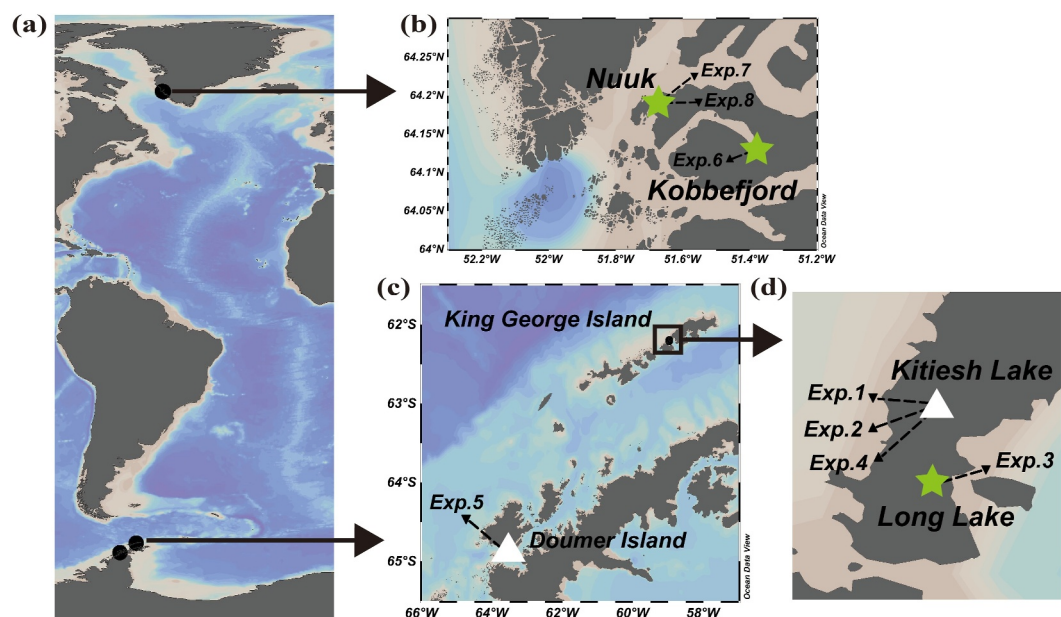 (a)
(b)
64.25°N
64.2°N
64.15°N
64.1°N
64.05°N
64°N
52.2°W
52°W
51.8°W
51.6°W
51.4°W
51.2°W
Nuuk
Exp.7
Exp.8
Exp.6
Kobbefjord
Ocean Data View
(c)
62°S
63°S
64°S
65°S
66°W
64°W
62°W
60°W
58°W
King George Island
Exp.5
Doumer Island
Ocean Data View
(d)
Kitiesh Lake
Exp.1
Exp.2
Exp.4
Exp.3
Long Lake